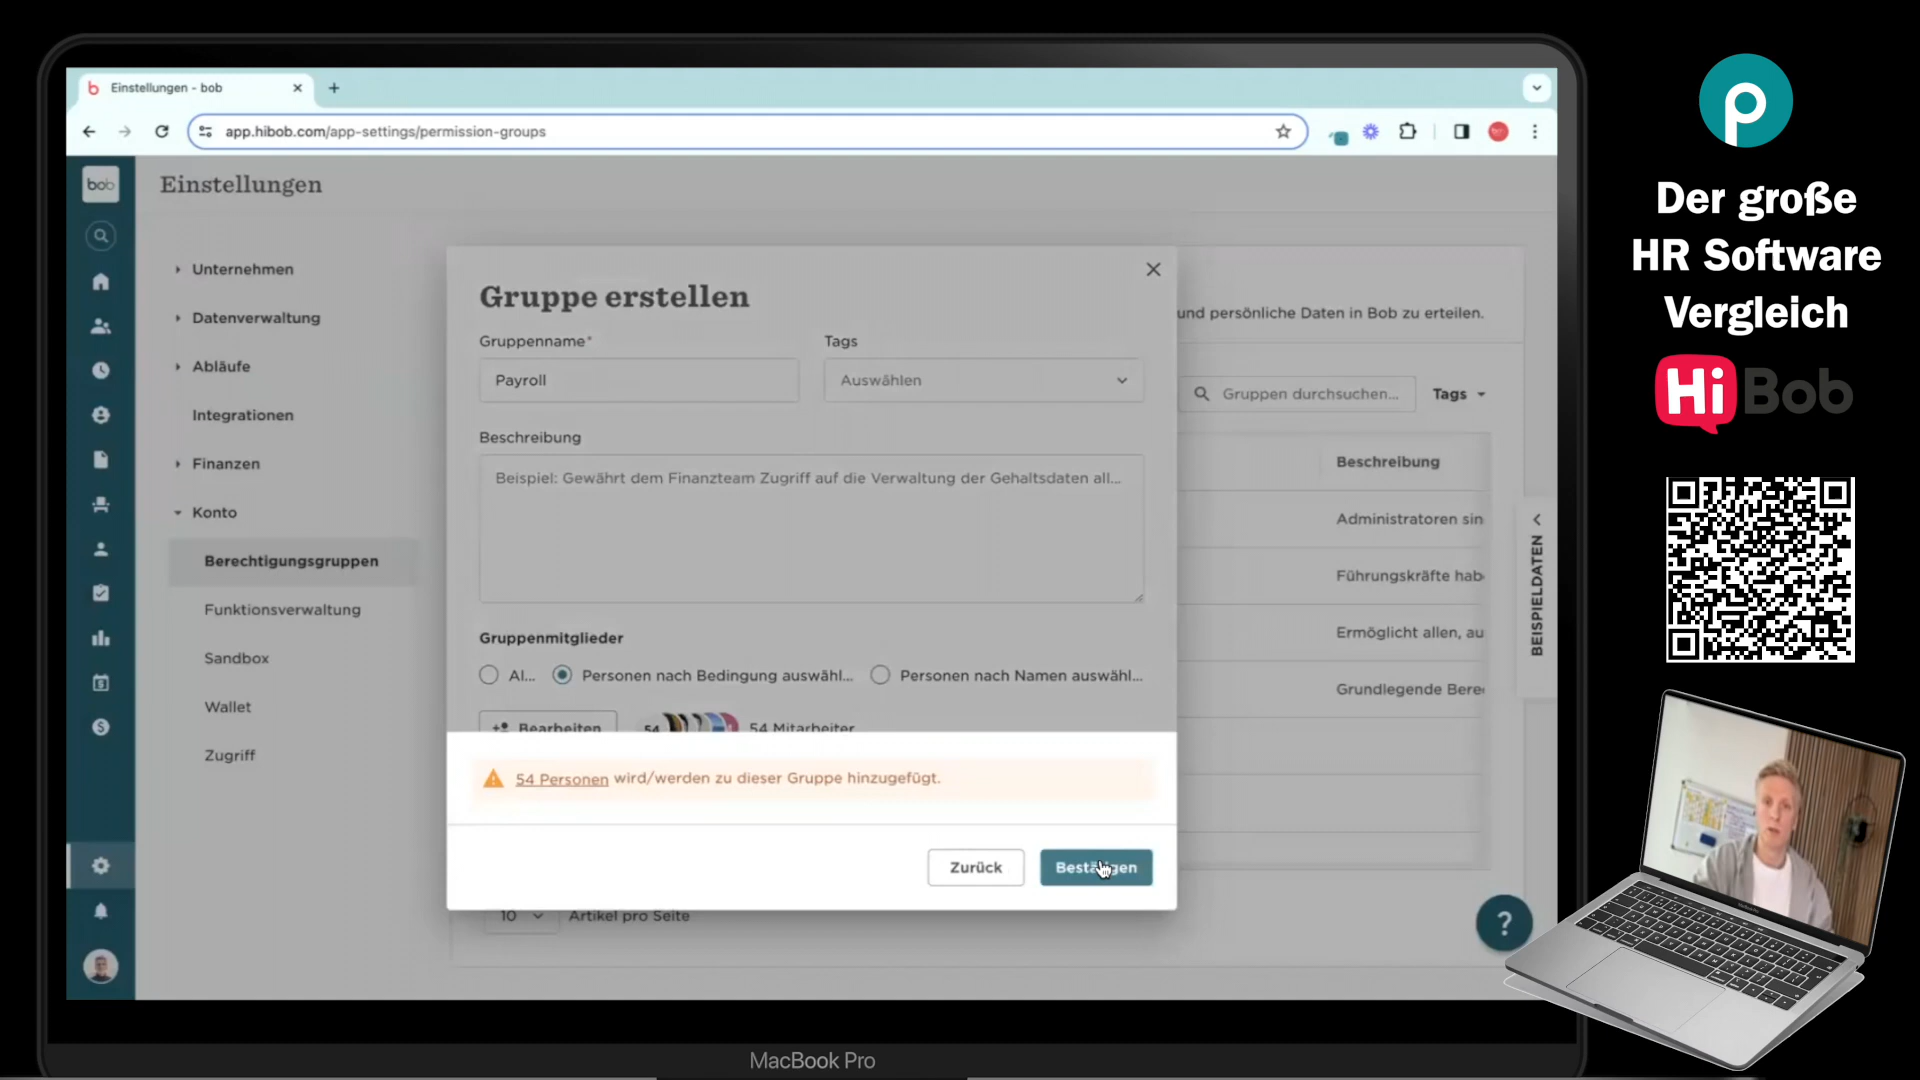 Einstellungen - bob
app.hibob.com/app-settings/permission-groups
bob
Einstellungen
Unternehmen
Datenverwaltung
Abläufe
Integrationen
Finanzen
Konto
Berechtigungsgruppen
Funktionsverwaltung
Sandbox
Wallet
Zugriff
Gruppe erstellen
Gruppenname*
Payroll
Tags
Auswählen
Beschreibung
Beispiel: Gewährt dem Finanzteam Zugriff auf die Verwaltung der Gehaltsdaten all...
Gruppenmitglieder
Al...
Personen nach Bedingung auswähl...
Personen nach Namen auswähl...
Bearbeiten
54
54 Mitarbeiter
54 Personen wird/werden zu dieser Gruppe hinzugefügt.
Zurück
Bestätigen
10
Artikel pro Seite
und persönliche Daten in Bob zu erteilen.
Gruppen durchsuchen...
Tags
Beschreibung
Administratoren sin
Führungskräfte hab
Ermöglicht allen, au
Grundlegende Bere
BEISPIELDATEN
?
MacBook Pro
p
Der große
HR Software
Vergleich
HiBob